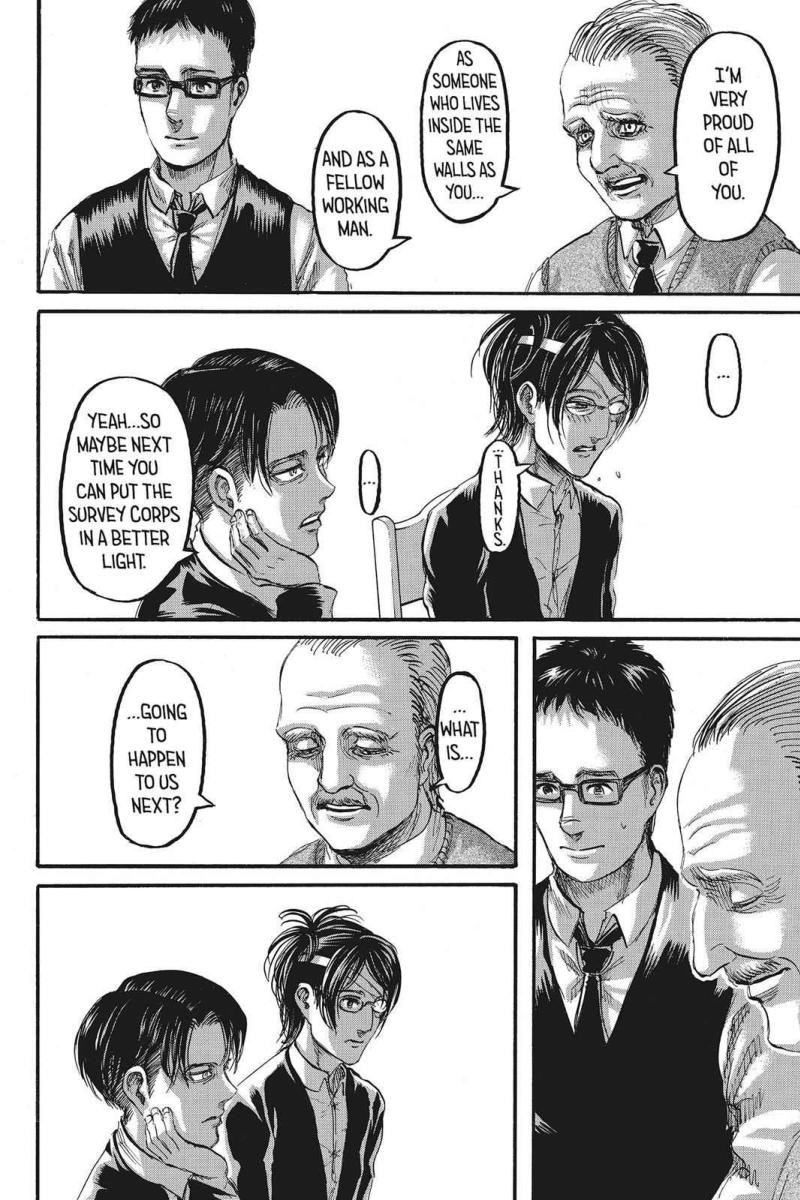 I'M
VERY
PROUD
OF ALL
OF
YOU.
AS
SOMEONE
WHO LIVES
INSIDE THE
SAME
WALLS AS
YOU...
AND AS A
FELLOW
WORKING
MAN.
...
...THANKS.
...
YEAH...SO
MAYBE NEXT
TIME YOU
CAN PUT THE
SURVEY CORPS
IN A BETTER
LIGHT.
...
WHAT
IS...
...GOING
TO
HAPPEN
TO US
NEXT?